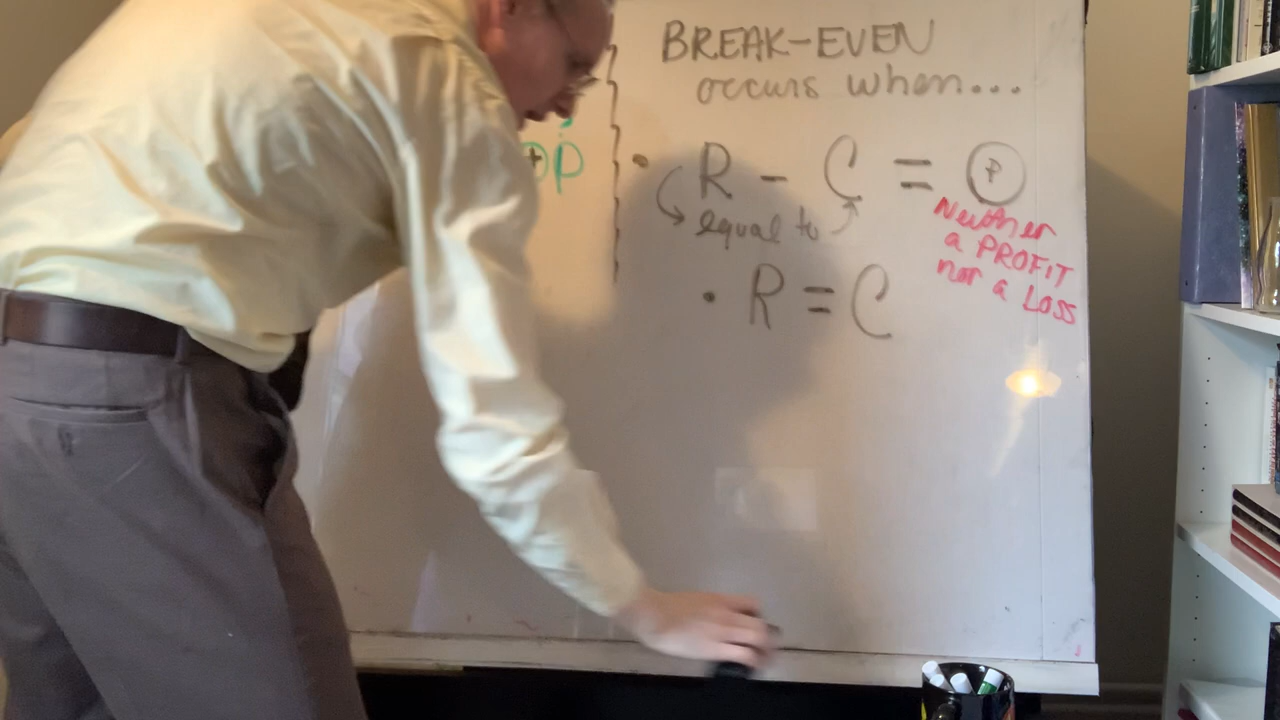 BREAK-EVEN
occurs when...
• R - C = P
equal to
Neither
a PROFIT
nor a LOSS
• R = C